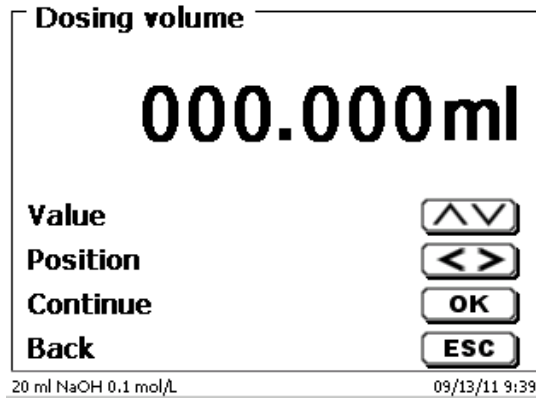 Dosing volume
000.000ml
Value
Position
Continue OK
Back ESC
20 ml NaOH 0.1 mol/L 09/13/11 9:39